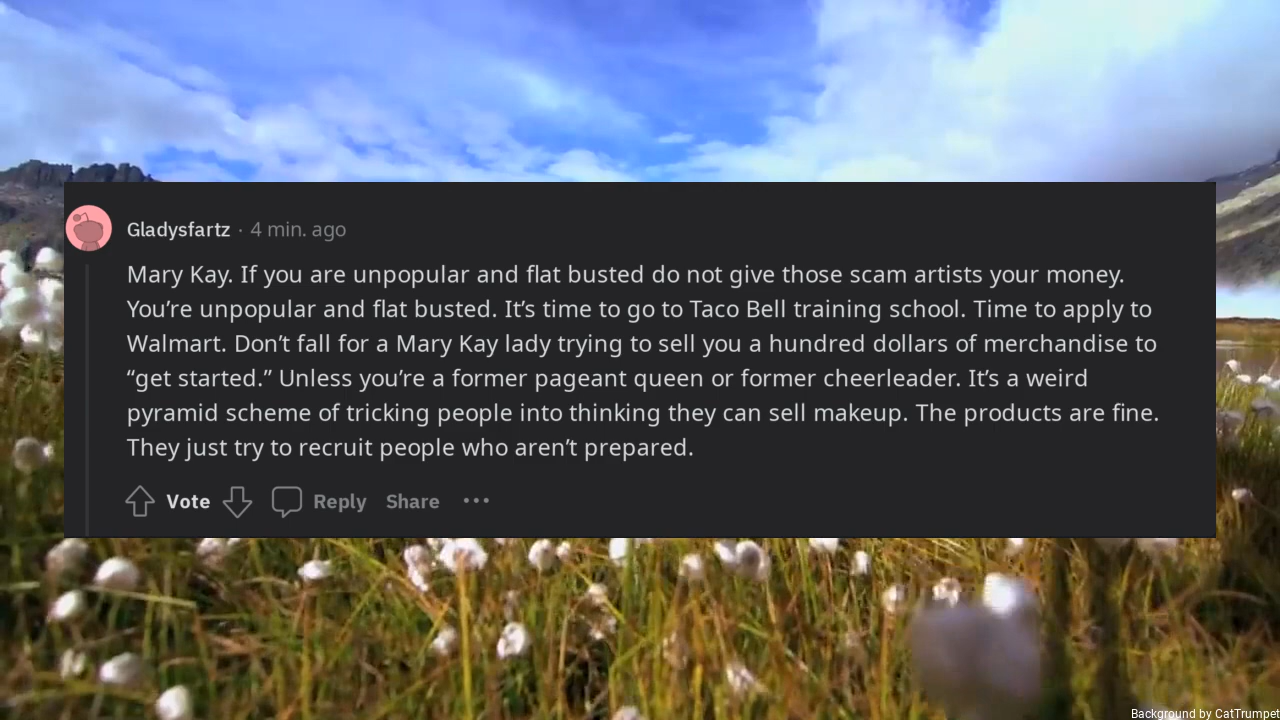 Gladysfartz · 4 min. ago
Mary Kay. If you are unpopular and flat busted do not give those scam artists your money.
You’re unpopular and flat busted. It’s time to go to Taco Bell training school. Time to apply to
Walmart. Don’t fall for a Mary Kay lady trying to sell you a hundred dollars of merchandise to
“get started.” Unless you’re a former pageant queen or former cheerleader. It’s a weird
pyramid scheme of tricking people into thinking they can sell makeup. The products are fine.
They just try to recruit people who aren’t prepared.
Vote Reply Share
Background by CatTrumpet